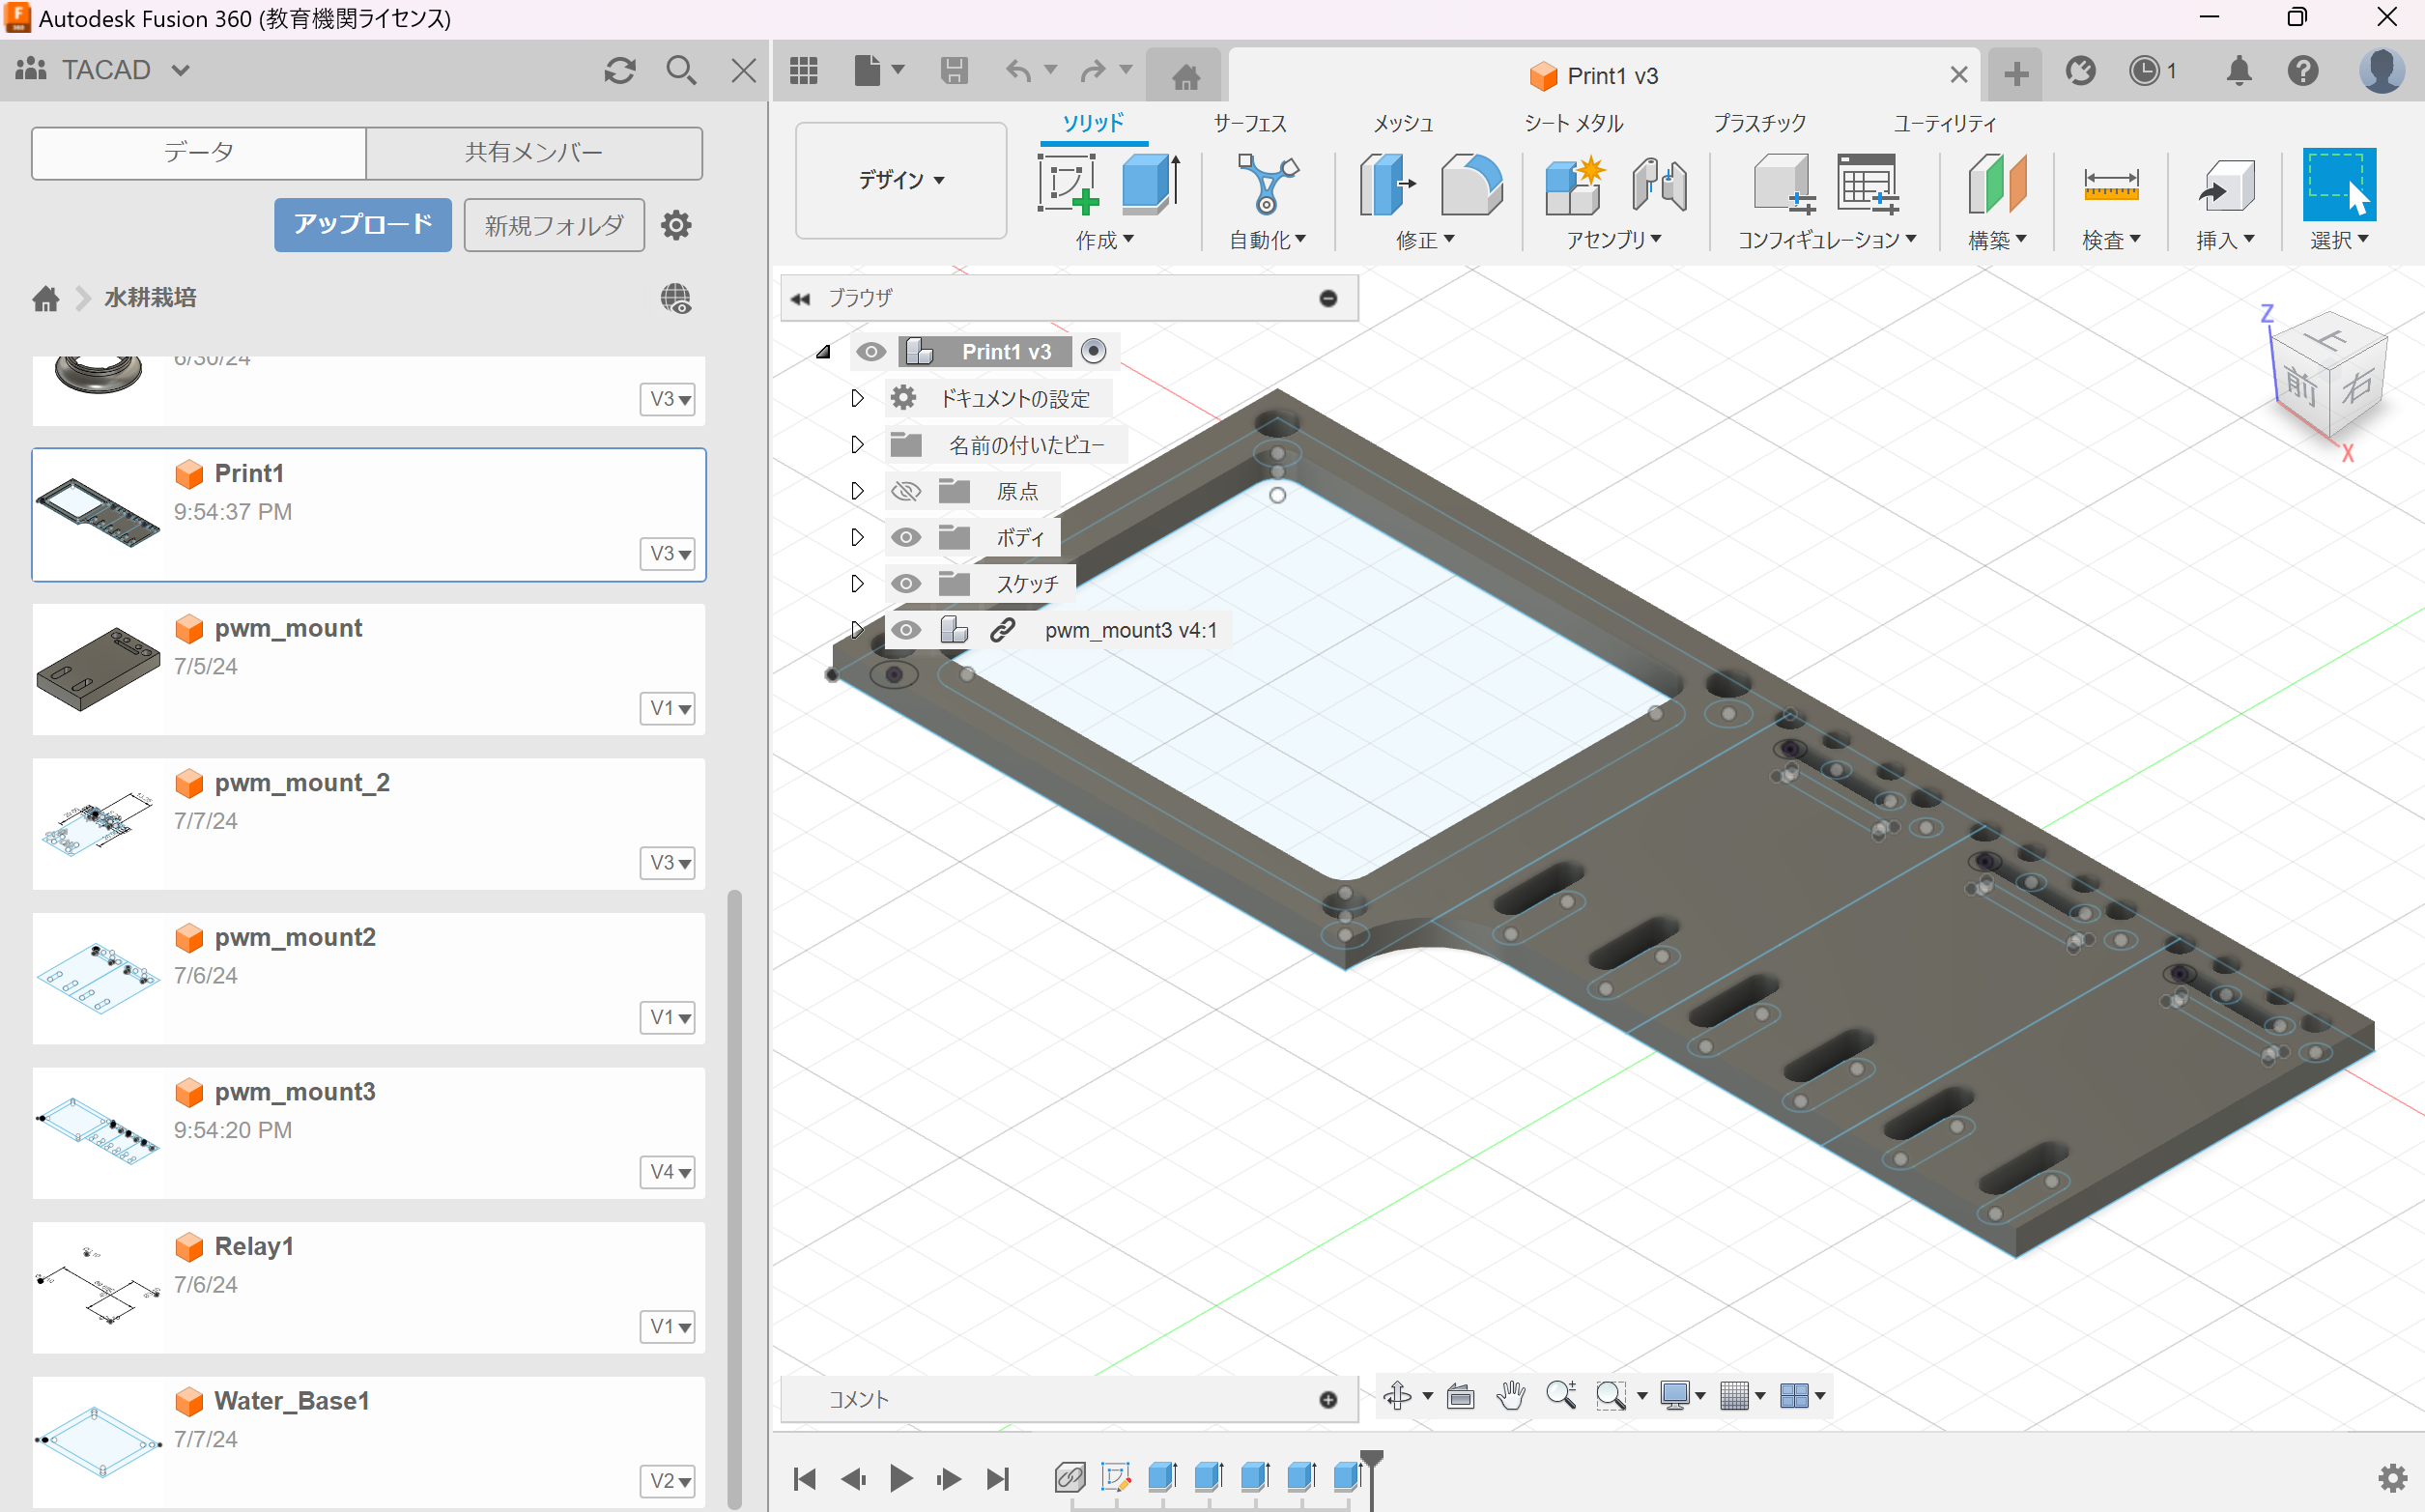 Autodesk Fusion 360 (教育機関ライセンス)
TACAD
Print1 v3
1
データ
共有メンバー
アップロード
新規フォルダ
水耕栽培
6/30/24
V3
Print1
9:54:37 PM
V3
pwm_mount
7/5/24
V1
pwm_mount_2
7/7/24
V3
pwm_mount2
7/6/24
V1
pwm_mount3
9:54:20 PM
V4
Relay1
7/6/24
V1
Water_Base1
7/7/24
V2
デザイン
ソリッド
サーフェス
メッシュ
シート メタル
プラスチック
ユーティリティ
作成
自動化
修正
アセンブリ
コンフィギュレーション
構築
検査
挿入
選択
ブラウザ
Print1 v3
ドキュメントの設定
名前の付いたビュー
原点
ボディ
スケッチ
pwm_mount3 v4:1
Z
上
前
右
X
コメント